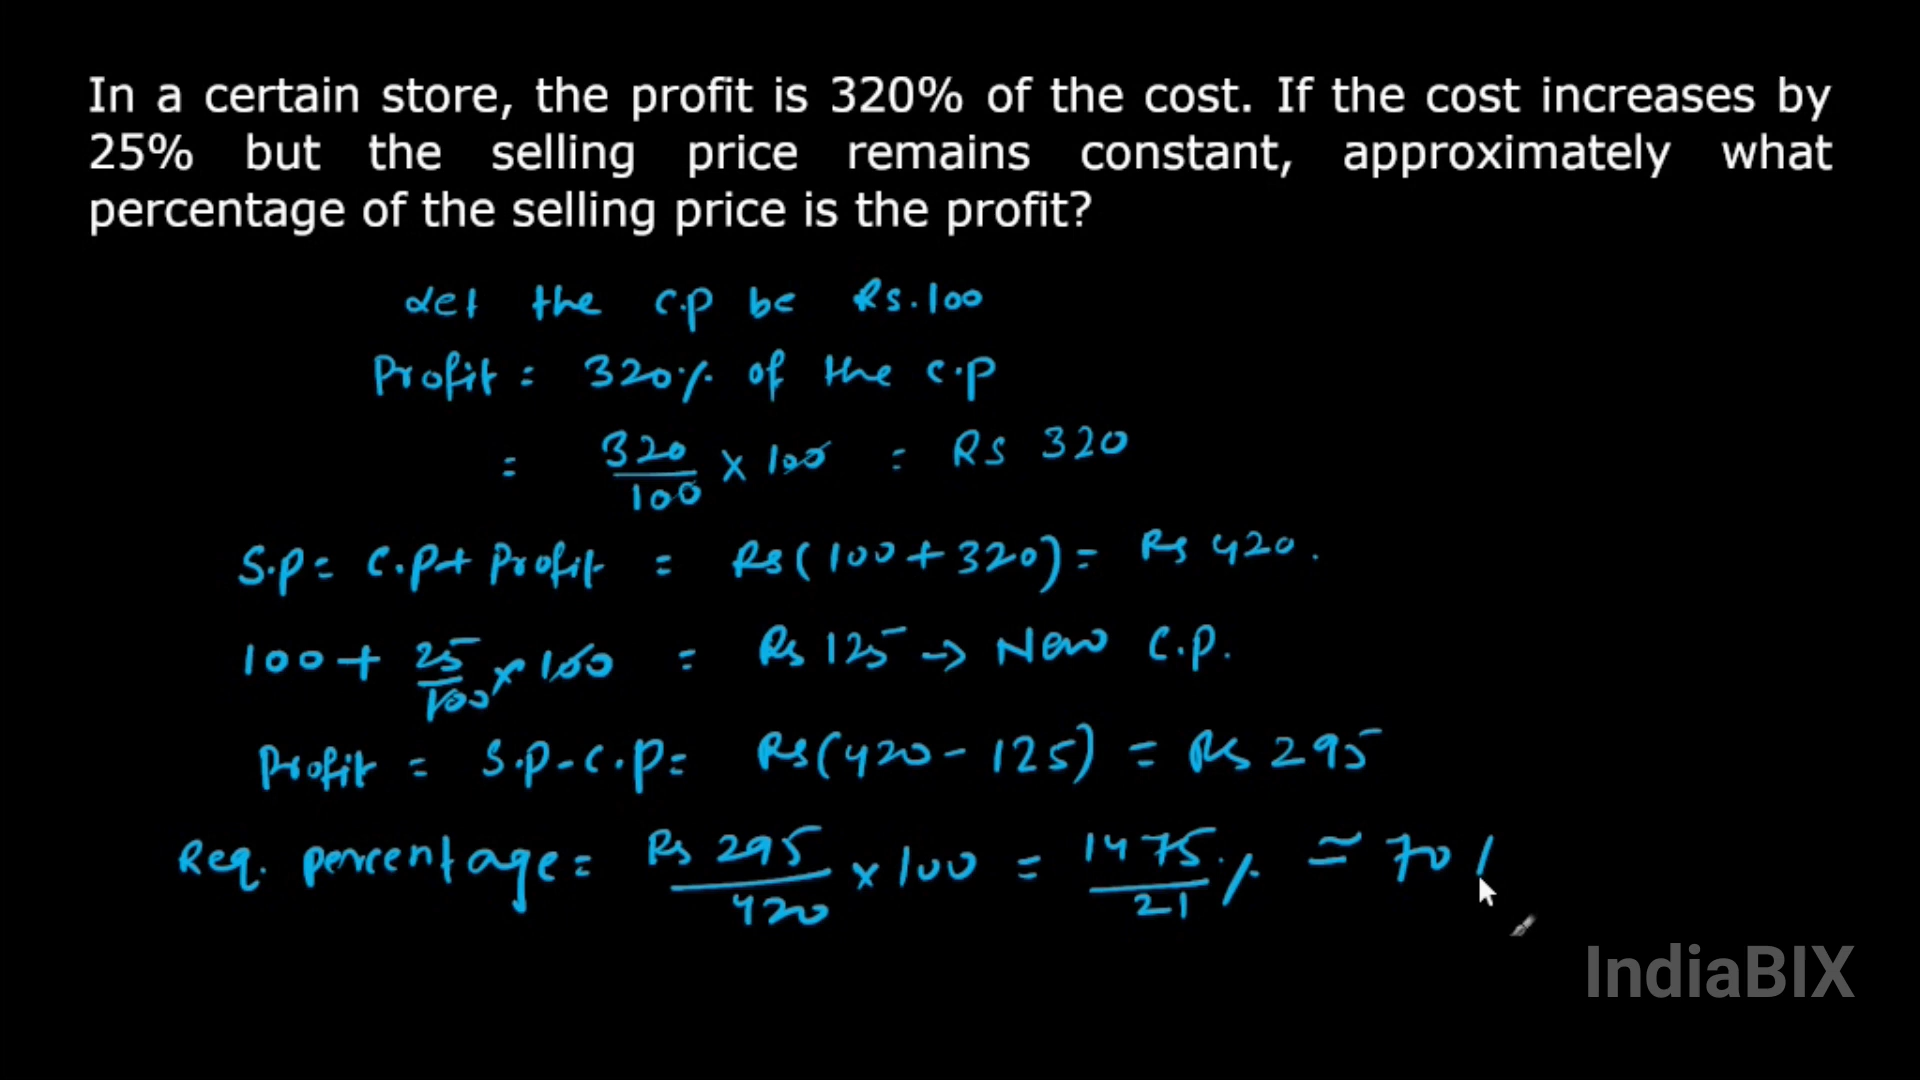 In a certain store, the profit is 320% of the cost. If the cost increases by
25% but the selling price remains constant, approximately what
percentage of the selling price is the profit?
Let the C.P be Rs.100
Profit = 320% of the C.P
= 320/100 × 100 = Rs 320
S.P = C.P + Profit = Rs (100 + 320) = Rs 420.
100 + 25/100 × 100 = Rs 125 → New C.P.
Profit = S.P - C.P = Rs (420 - 125) = Rs 295
Req. percentage = Rs 295/420 × 100 = 1475/21 % ≃ 70 /
IndiaBIX